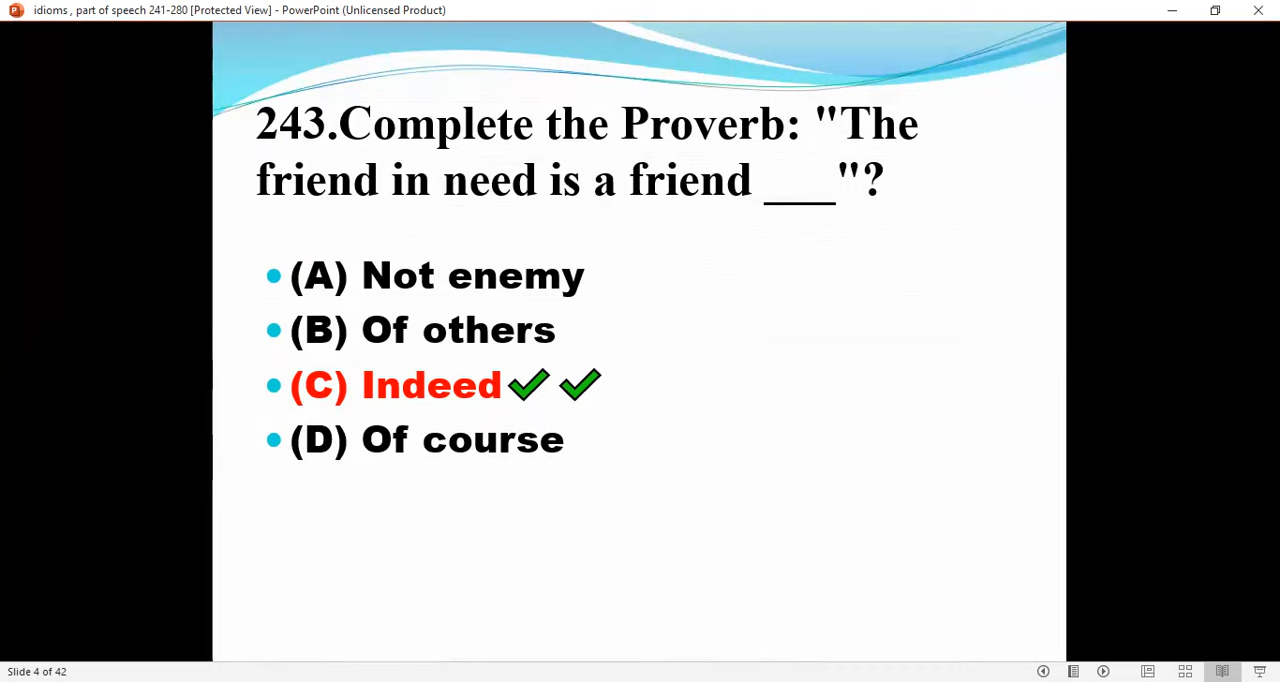 idioms , part of speech 241-280 [Protected View] - PowerPoint (Unlicensed Product)
243.Complete the Proverb: "The
friend in need is a friend ___"?
(A) Not enemy
(B) Of others
(C) Indeed
(D) Of course
Slide 4 of 42